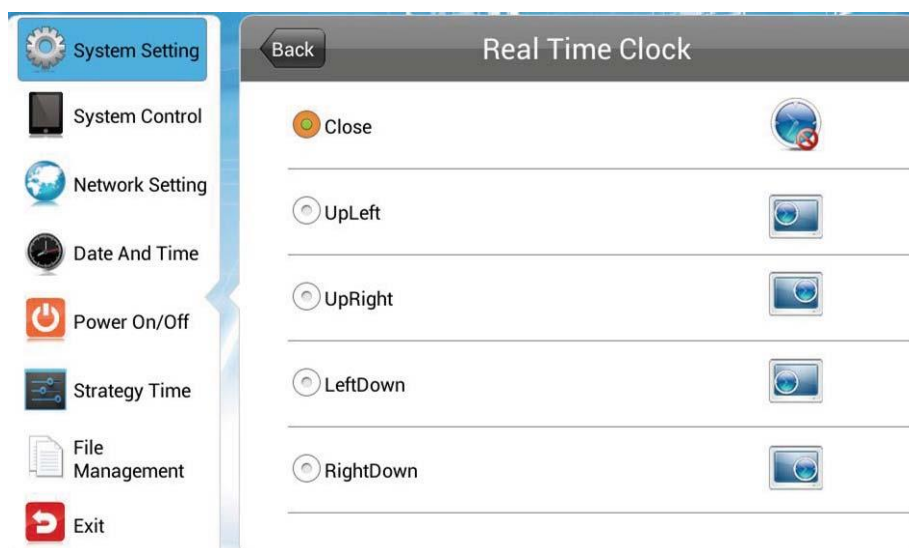 System Setting
System Control
Network Setting
Date And Time
Power On/Off
Strategy Time
File
Management
Exit
Back
Real Time Clock
Close
UpLeft
UpRight
LeftDown
RightDown